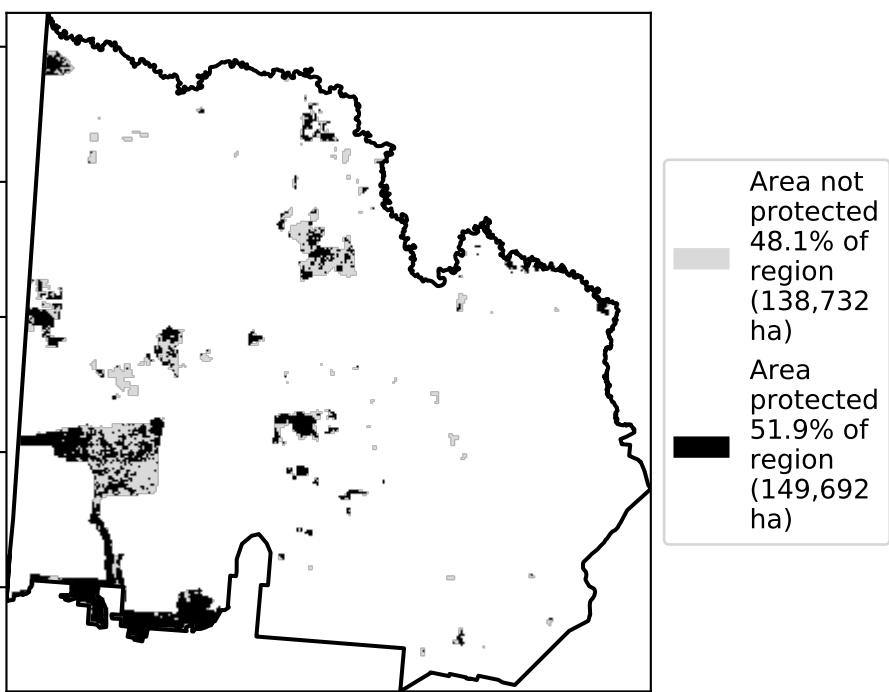 Area not
protected
48.1% of
region
(138,732
ha)
Area
protected
51.9% of
region
(149,692
ha)